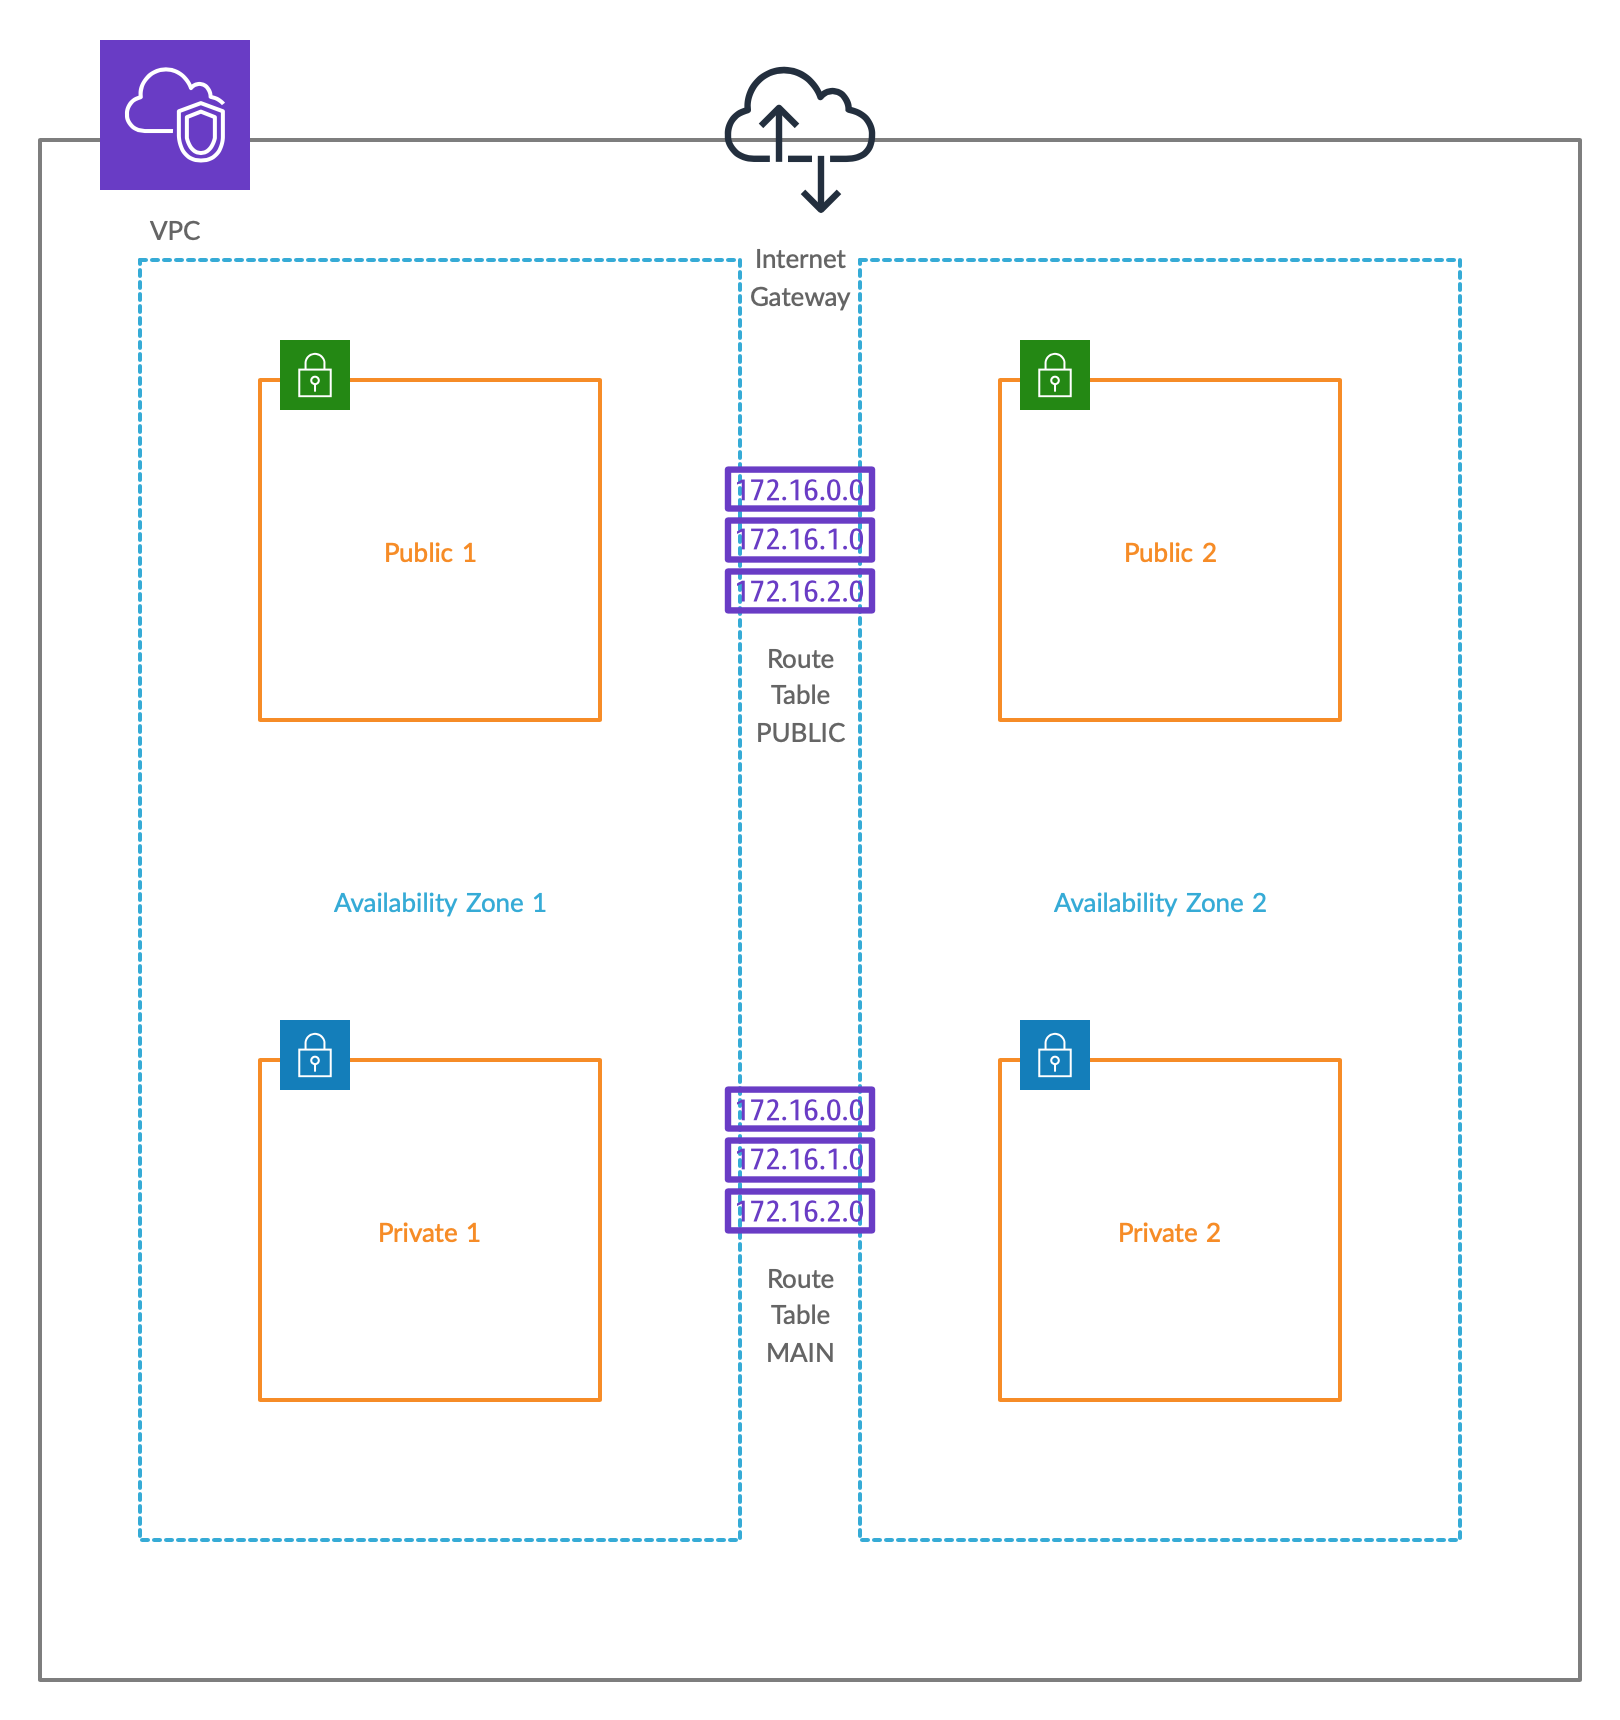 VPC
Internet
Gateway
172.16.0.0
172.16.1.0
172.16.2.0
Public 1
Public 2
Route
Table
PUBLIC
Availability Zone 1
Availability Zone 2
172.16.0.0
172.16.1.0
172.16.2.0
Private 1
Private 2
Route
Table
MAIN